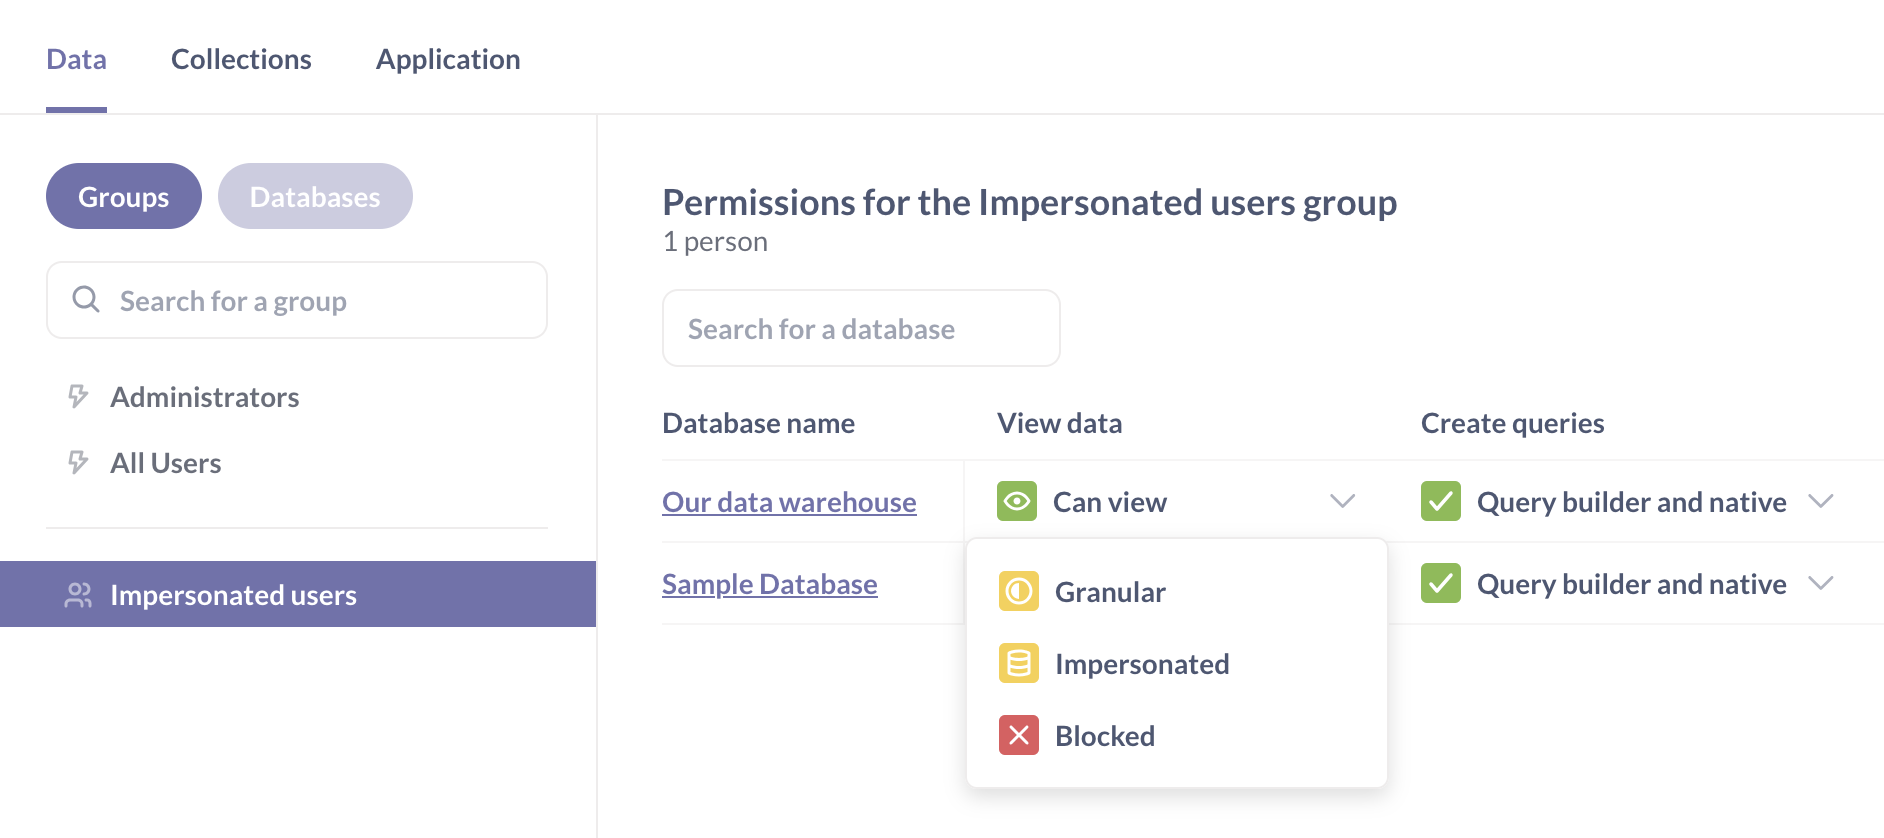 Data Collections Application
Groups Databases
Search for a group
Administrators
All Users
Impersonated users
Permissions for the Impersonated users group
1 person
Search for a database
Database name View data Create queries
Our data warehouse Can view Query builder and native
Sample Database Query builder and native
Granular
Impersonated
Blocked